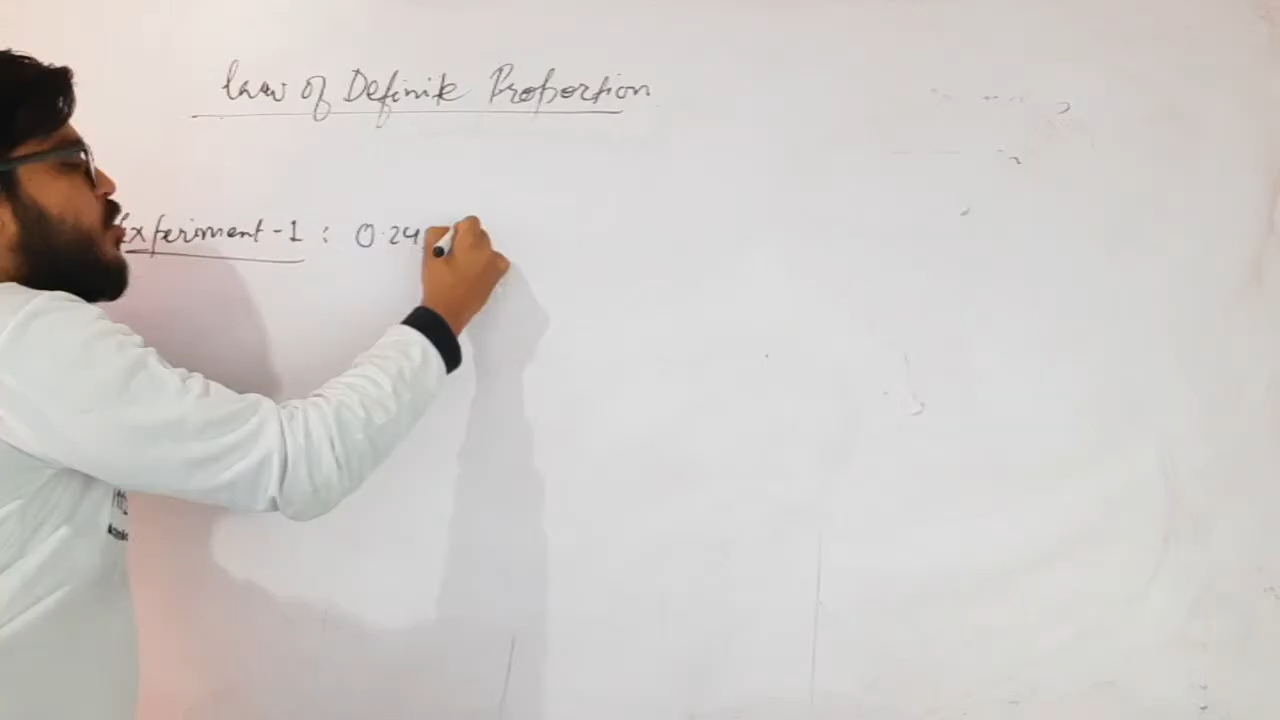 law of Definite Proportion
Experiment-1 : 0.24